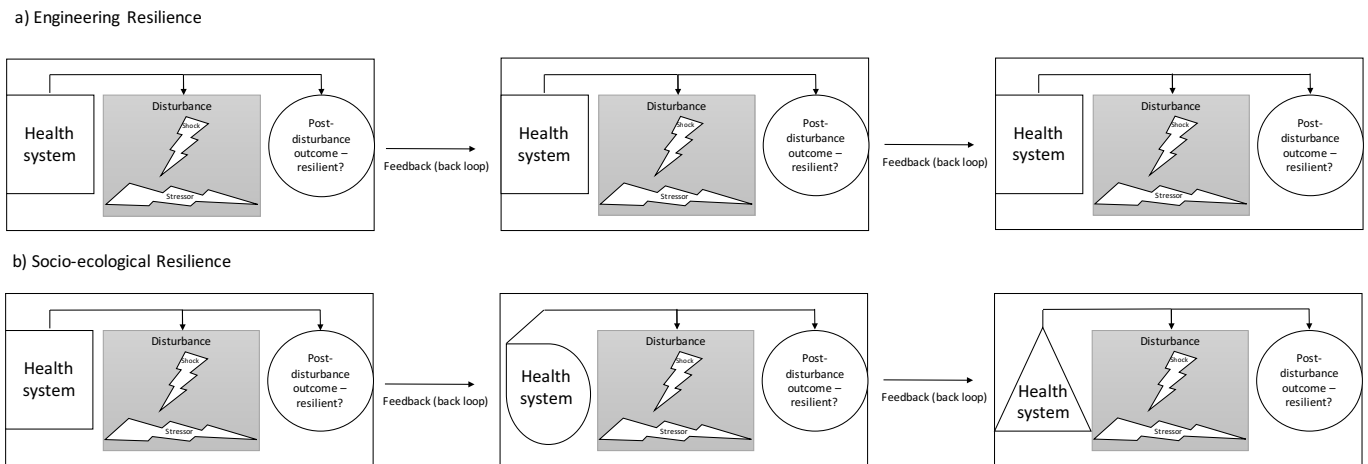 a) Engineering Resilience
Health
system
Disturbance
Shock
Stressor
Post-
disturbance
outcome –
resilient?
Feedback (back loop)
Health
system
Disturbance
Shock
Stressor
Post-
disturbance
outcome –
resilient?
Feedback (back loop)
Health
system
Disturbance
Shock
Stressor
Post-
disturbance
outcome –
resilient?
b) Socio-ecological Resilience
Health
system
Disturbance
Shock
Stressor
Post-
disturbance
outcome –
resilient?
Feedback (back loop)
Health
system
Disturbance
Shock
Stressor
Post-
disturbance
outcome –
resilient?
Feedback (back loop)
Health
system
Disturbance
Shock
Stressor
Post-
disturbance
outcome –
resilient?